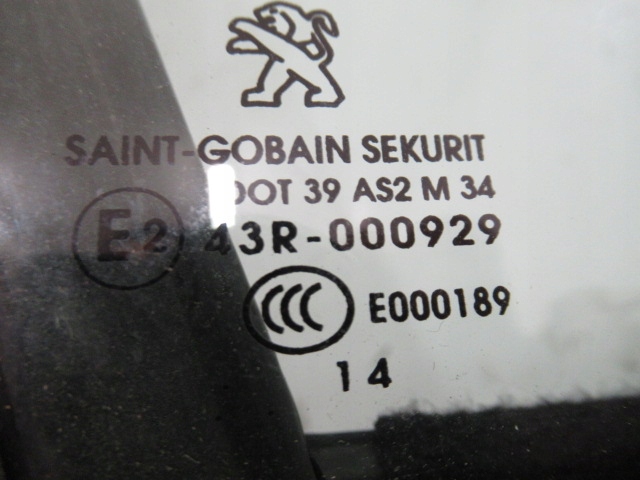 SAINT-GOBAIN SEKURIT
DOT 39 AS2 M 34
E2 43R-000929
CCC E000189
14